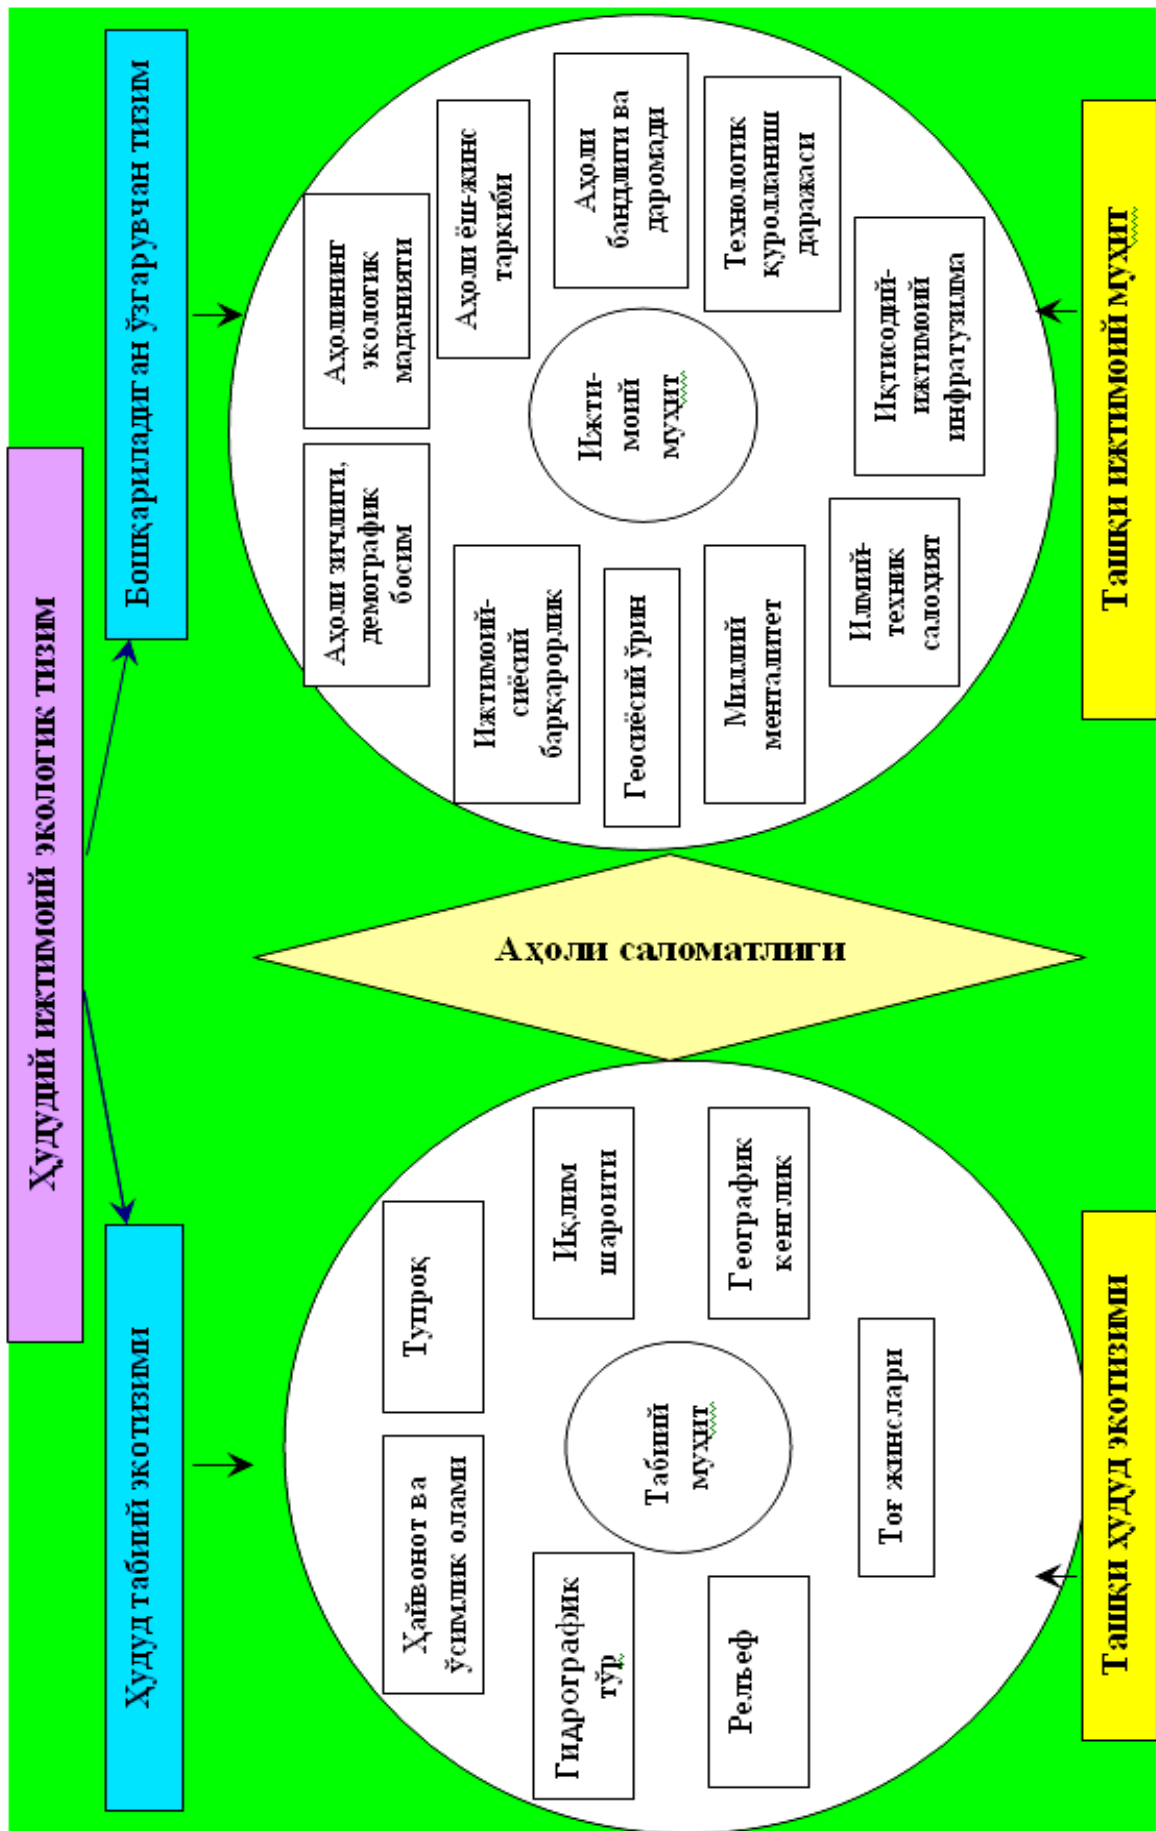 Ҳудудий ижтимоий экологик тизим
Ҳудуд табиий экотизими
Бошқариладиган ўзгарувчан тизим
Ҳайвонот ва
ўсимлик олами
Тупроқ
Гидрографик
тўр
Иқлим
шароити
Табиий
муҳит
Рельеф
Географик
кенглик
Тоғ жинслари
Аҳоли саломатлиги
Аҳоли зичлиги,
демографик
босим
Аҳолининг
экологик
маданияти
Ижтимоий-
сиёсий
барқарорлик
Аҳоли ёш-жинс
таркиби
Геосиёсий ўрин
Ижти-
моий
муҳит
Аҳоли
бандлиги ва
даромади
Миллий
менталитет
Технологик
қуролланиш
даражаси
Илмий-
техник
салоҳият
Иқтисодий-
ижтимоий
инфратузилма
Ташқи ҳудуд экотизими
Ташқи ижтимоий муҳит